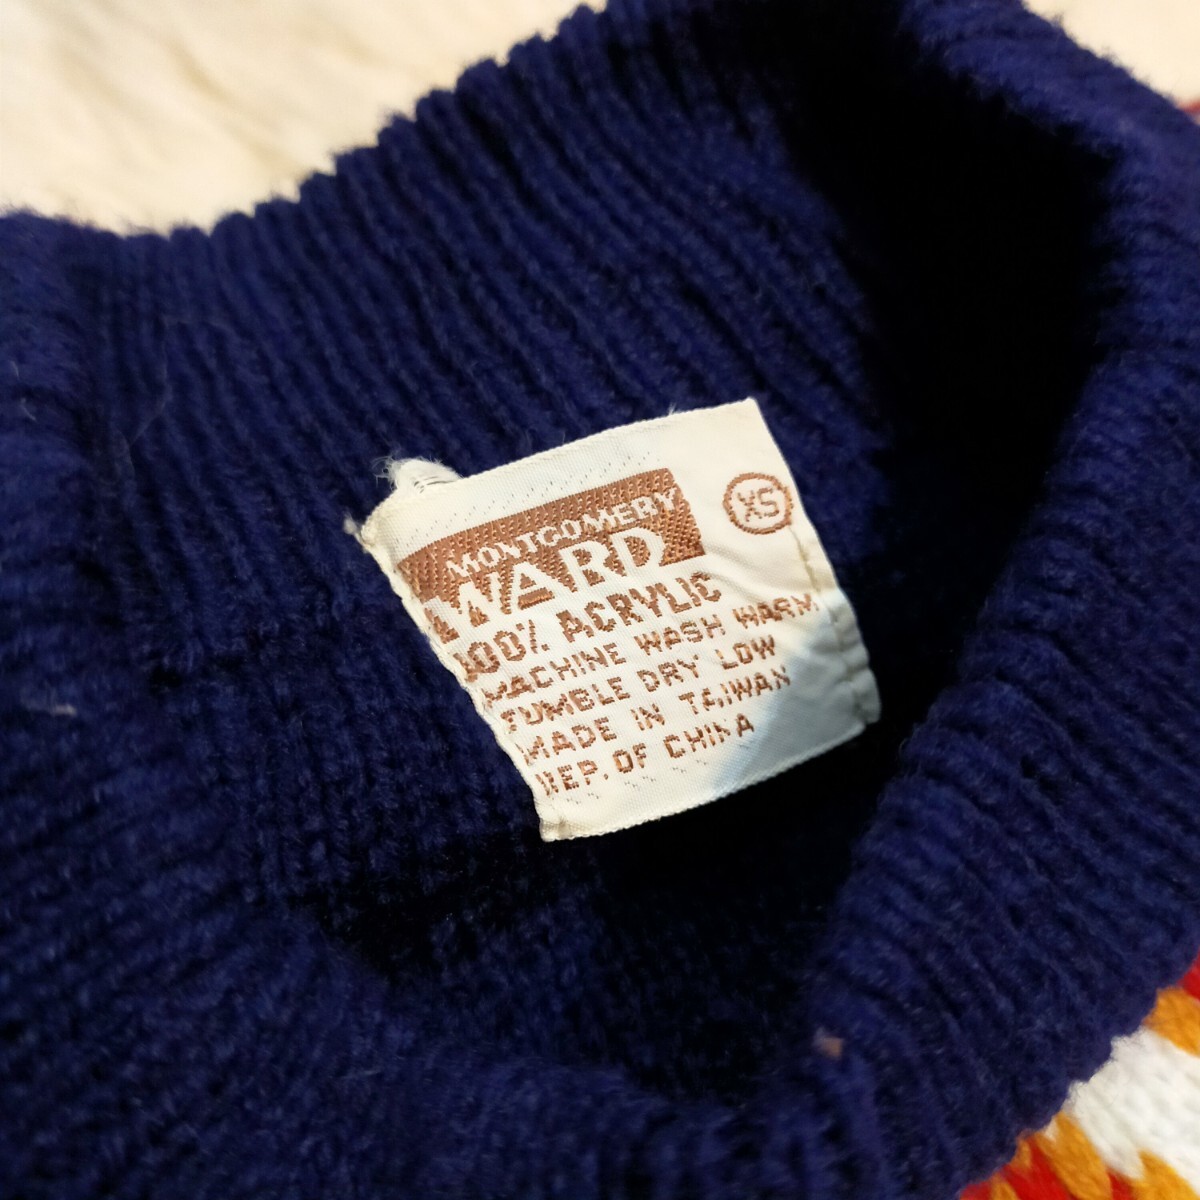 MONTGOMERY
WARD
XS
100% ACRYLIC
MACHINE WASH WARM
TUMBLE DRY LOW
MADE IN TAIWAN
REP. OF CHINA